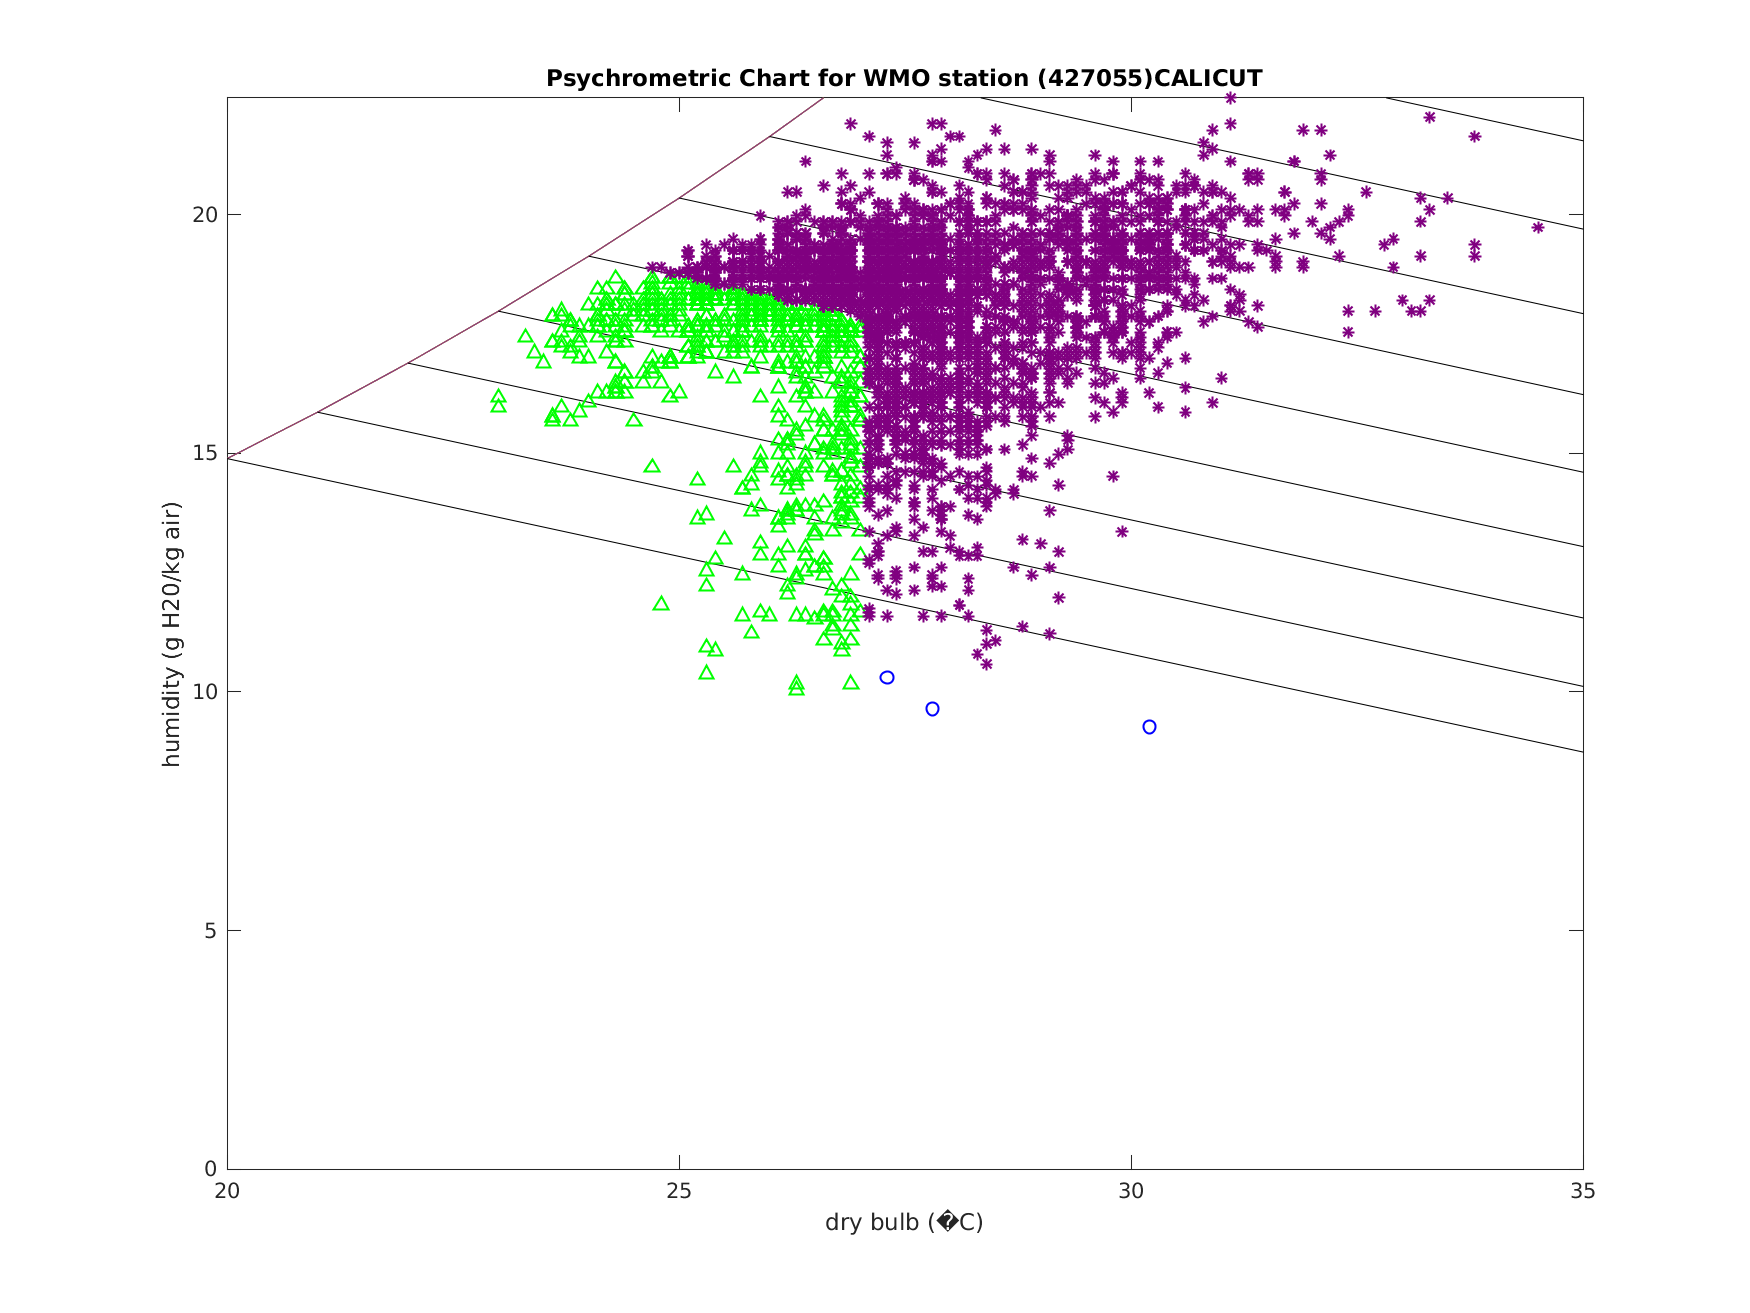 Psychrometric Chart for WMO station (427055)CALICUT
humidity (g H20/kg air)
20
15
10
5
0
20 25 30 35
dry bulb (�C)